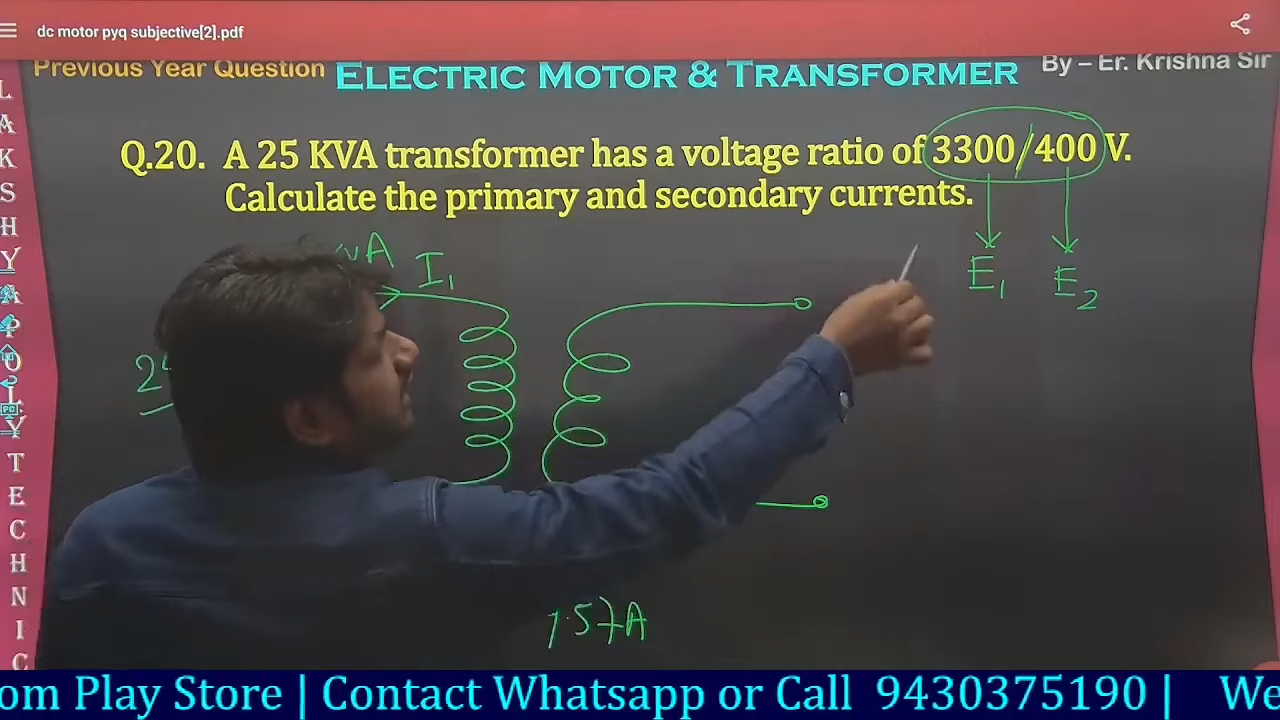 dc motor pyq subjective[2].pdf
Previous Year Question
ELECTRIC MOTOR & TRANSFORMER
By – Er. Krishna Sir
Q.20. A 25 KVA transformer has a voltage ratio of 3300/400 V.
Calculate the primary and secondary currents.
E1 E2
I1
LAKSHYA POLYTECHNIC
om Play Store | Contact Whatsapp or Call 9430375190 | We